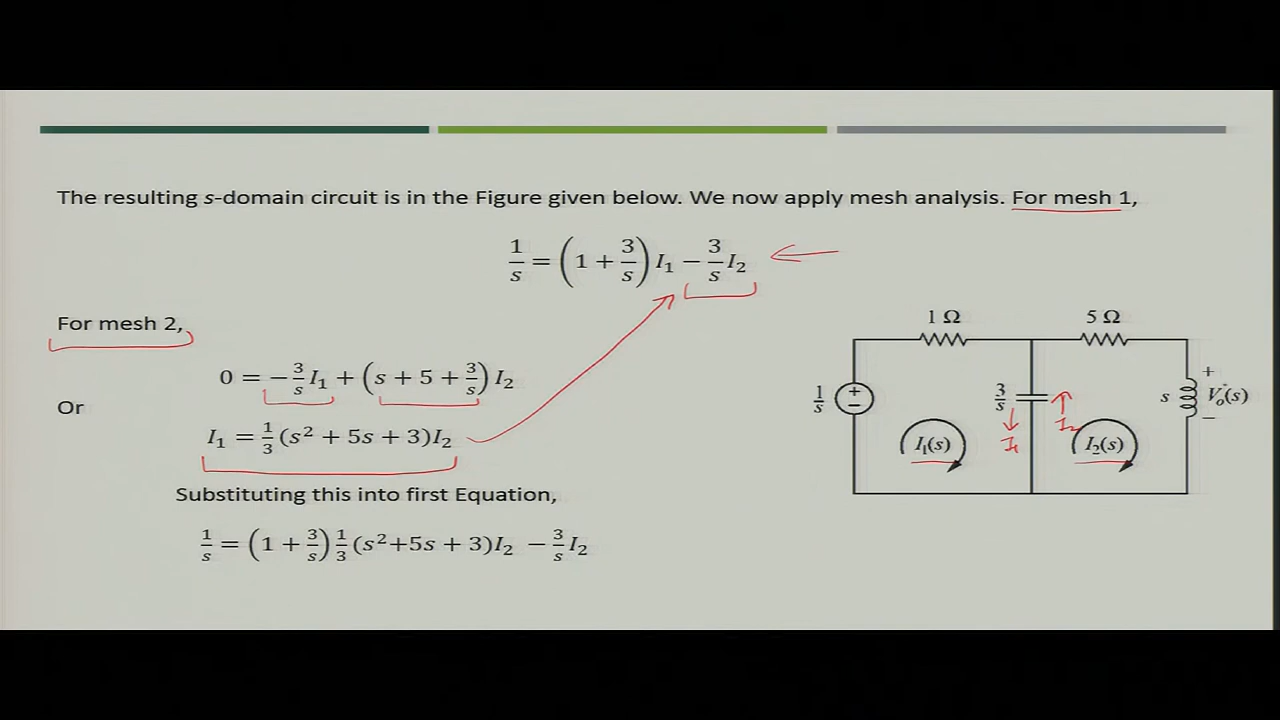 The resulting s-domain circuit is in the Figure given below. We now apply mesh analysis. For mesh 1,
1/s = (1 + 3/s) I₁ − 3/s I₂
For mesh 2,
0 = −3/s I₁ + (s + 5 + 3/s) I₂
Or
I₁ = 1/3 (s² + 5s + 3)I₂
Substituting this into first Equation,
1/s = (1 + 3/s) 1/3 (s²+5s + 3)I₂ − 3/s I₂
1 Ω
5 Ω
1/s
+
−
3/s
s
+
Vo(s)
−
I₁
I₂
I₁(s)
I₂(s)